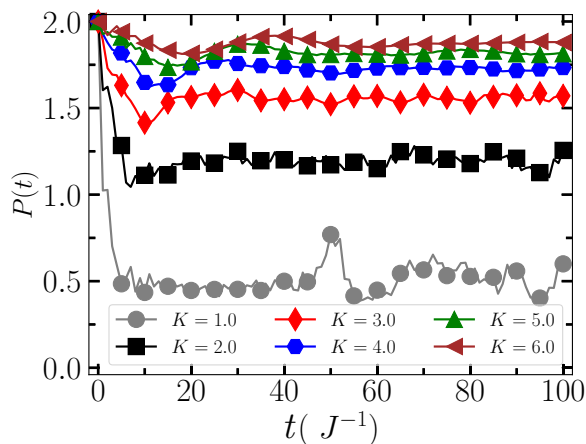 2.0
1.5
1.0
0.5
0.0
P(t)
K = 1.0
K = 2.0
K = 3.0
K = 4.0
K = 5.0
K = 6.0
0 20 40 60 80 100
t( J⁻¹)